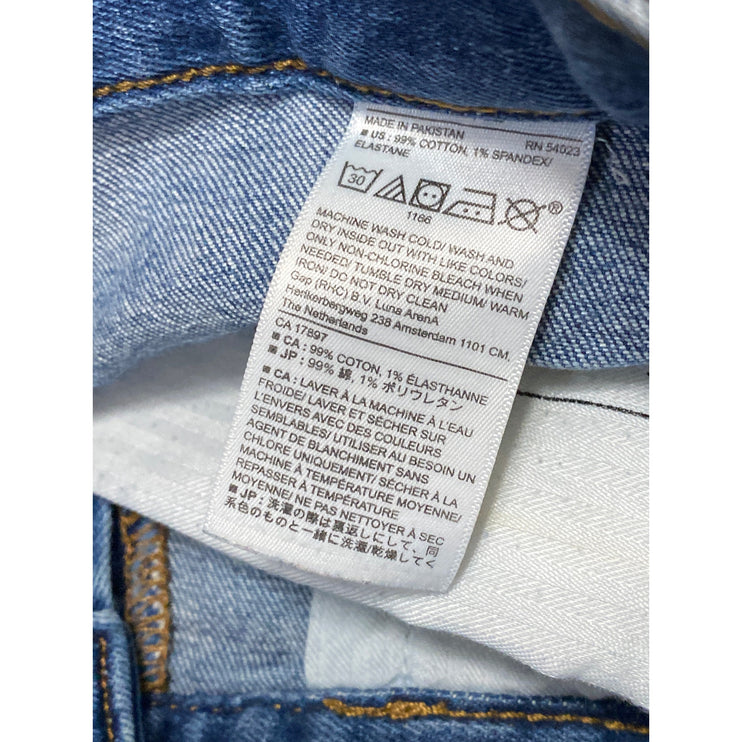 MADE IN PAKISTAN RN 54023
■ US: 99% COTTON, 1% SPANDEX/
ELASTANE
30 ®
1166
MACHINE WASH COLD/ WASH AND
DRY INSIDE OUT WITH LIKE COLORS/
ONLY NON-CHLORINE BLEACH WHEN
NEEDED/ TUMBLE DRY MEDIUM/ WARM
IRON/ DO NOT DRY CLEAN
Gap (RHC) B.V. Luna ArenA
Herikerbergweg 238 Amsterdam 1101 CM,
The Netherlands
CA 17897
■ CA: 99% COTON, 1% ÉLASTHANNE
■ JP: 99% 綿, 1% ポリウレタン
■ CA: LAVER À LA MACHINE À L'EAU
FROIDE/ LAVER ET SÉCHER SUR
L'ENVERS AVEC DES COULEURS
SEMBLABLES/ UTILISER AU BESOIN UN
AGENT DE BLANCHIMENT SANS
CHLORE UNIQUEMENT/ SÉCHER À LA
MACHINE À TEMPÉRATURE MOYENNE/
REPASSER À TEMPÉRATURE
MOYENNE/ NE PAS NETTOYER À SEC
■ JP: 洗濯の際は裏返しにして、同
系色のものと一緒に洗濯/乾燥してく